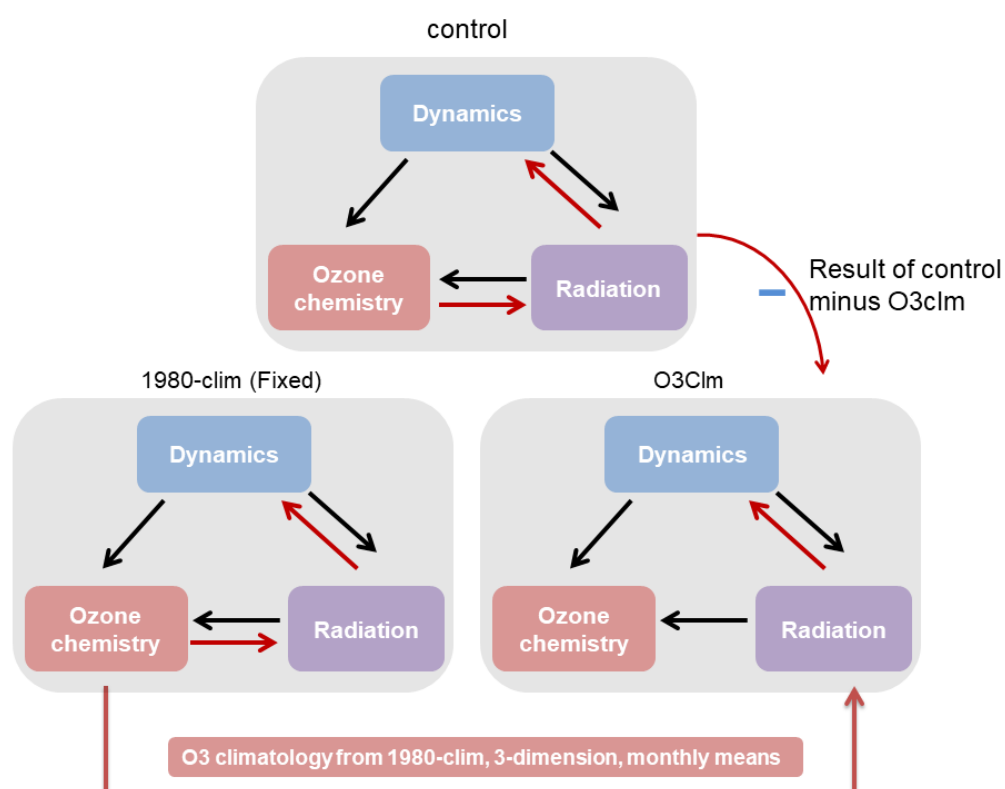 control
Dynamics
Ozone
chemistry
Radiation
Result of control
minus O3clm
1980-clim (Fixed)
Dynamics
Ozone
chemistry
Radiation
O3Clm
Dynamics
Ozone
chemistry
Radiation
O3 climatology from 1980-clim, 3-dimension, monthly means